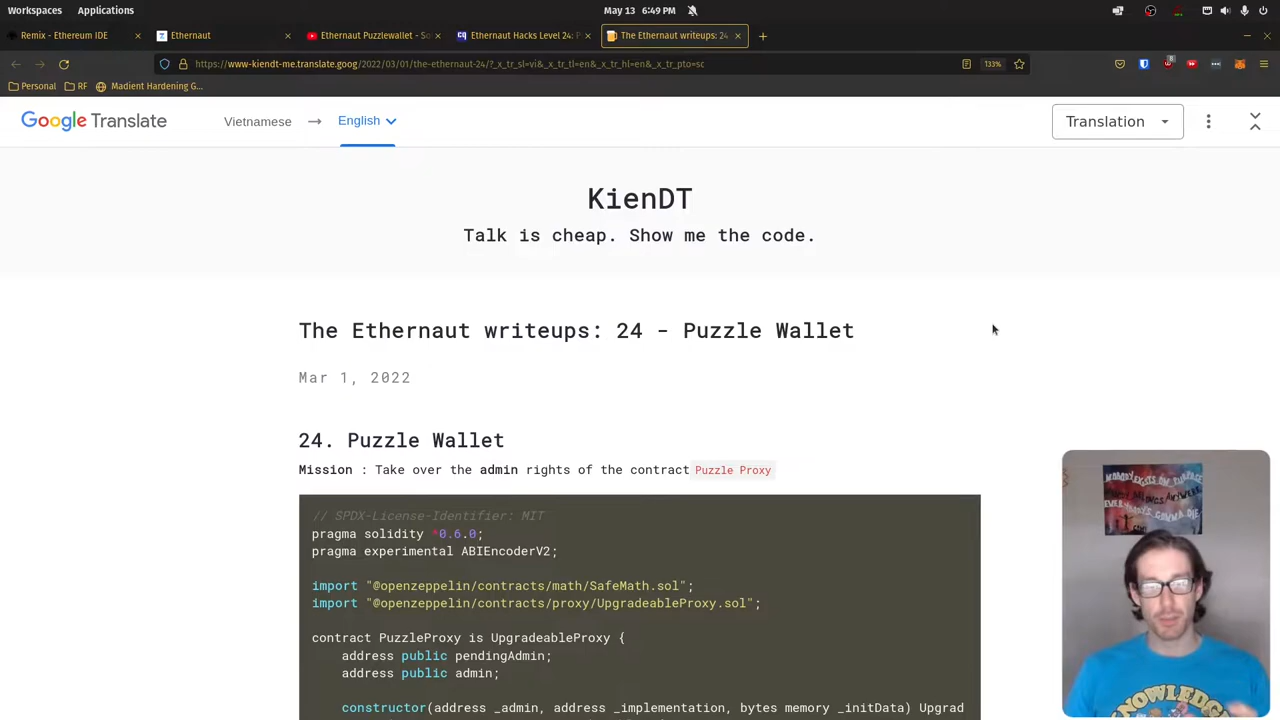 Workspaces Applications May 13 6:49 PM
Remix - Ethereum IDE Ethernaut Ethernaut Puzzlewallet - So Ethernaut Hacks Level 24: P The Ethernaut writeups: 24
https://www-kiendt-me.translate.goog/2022/03/01/the-ethernaut-24/?_x_tr_sl=vi&_x_tr_tl=en&_x_tr_hl=en&_x_tr_pto=sc 133%
Personal RF Madient Hardening G...
Google Translate Vietnamese → English Translation
KienDT
Talk is cheap. Show me the code.
The Ethernaut writeups: 24 - Puzzle Wallet
Mar 1, 2022
24. Puzzle Wallet
Mission : Take over the admin rights of the contract Puzzle Proxy
// SPDX-License-Identifier: MIT
pragma solidity ^0.6.0;
pragma experimental ABIEncoderV2;
import "@openzeppelin/contracts/math/SafeMath.sol";
import "@openzeppelin/contracts/proxy/UpgradeableProxy.sol";
contract PuzzleProxy is UpgradeableProxy {
address public pendingAdmin;
address public admin;
constructor(address _admin, address _implementation, bytes memory _initData) Upgrad
KNOWLEDGE